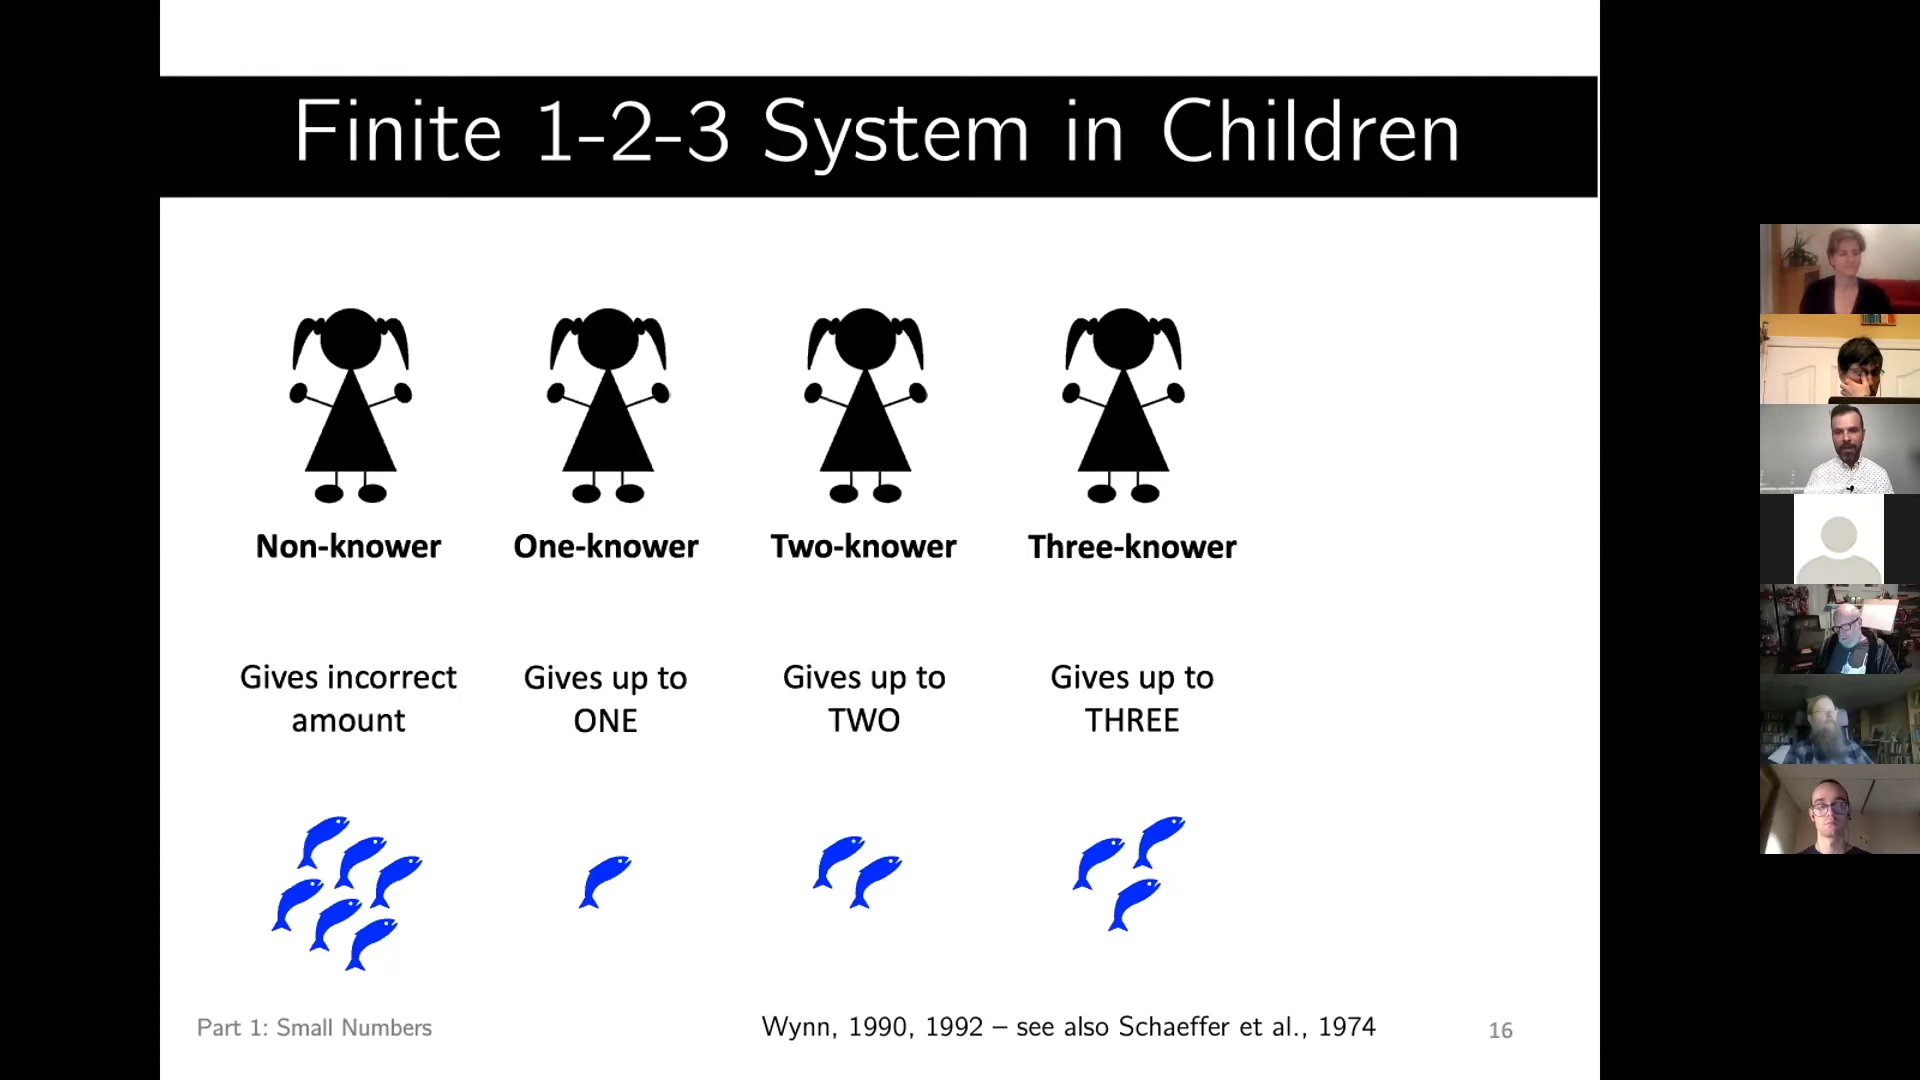 Finite 1-2-3 System in Children
Non-knower
One-knower
Two-knower
Three-knower
Gives incorrect
amount
Gives up to
ONE
Gives up to
TWO
Gives up to
THREE
Part 1: Small Numbers
Wynn, 1990, 1992 – see also Schaeffer et al., 1974
16